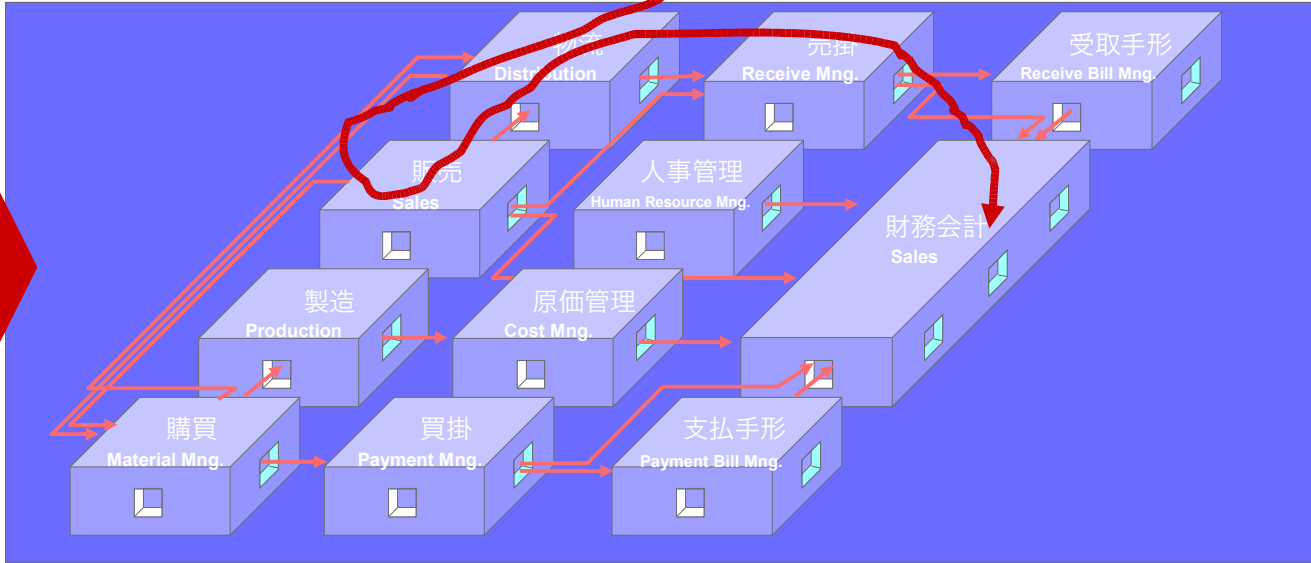 物流
Distribution
売掛
Receive Mng.
受取手形
Receive Bill Mng.
販売
Sales
人事管理
Human Resource Mng.
財務会計
Sales
製造
Production
原価管理
Cost Mng.
購買
Material Mng.
買掛
Payment Mng.
支払手形
Payment Bill Mng.